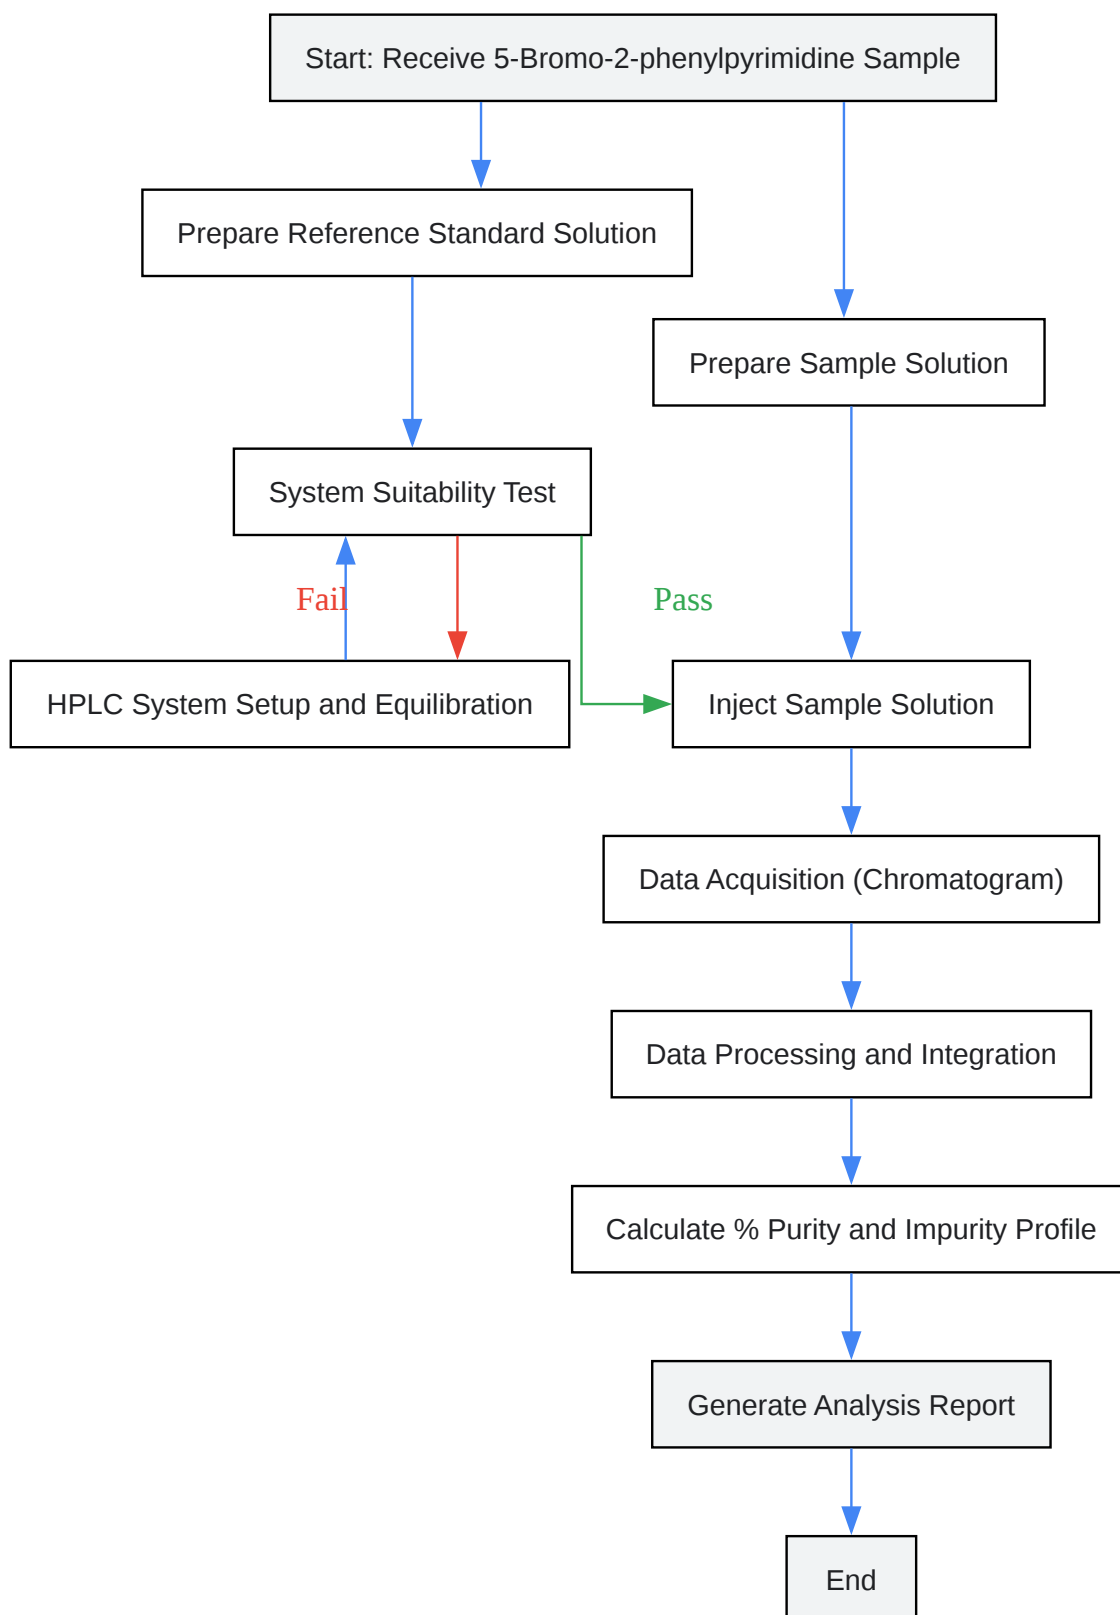 Start: Receive 5-Bromo-2-phenylpyrimidine Sample
Prepare Reference Standard Solution
Prepare Sample Solution
System Suitability Test
Fail
Pass
HPLC System Setup and Equilibration
Inject Sample Solution
Data Acquisition (Chromatogram)
Data Processing and Integration
Calculate % Purity and Impurity Profile
Generate Analysis Report
End